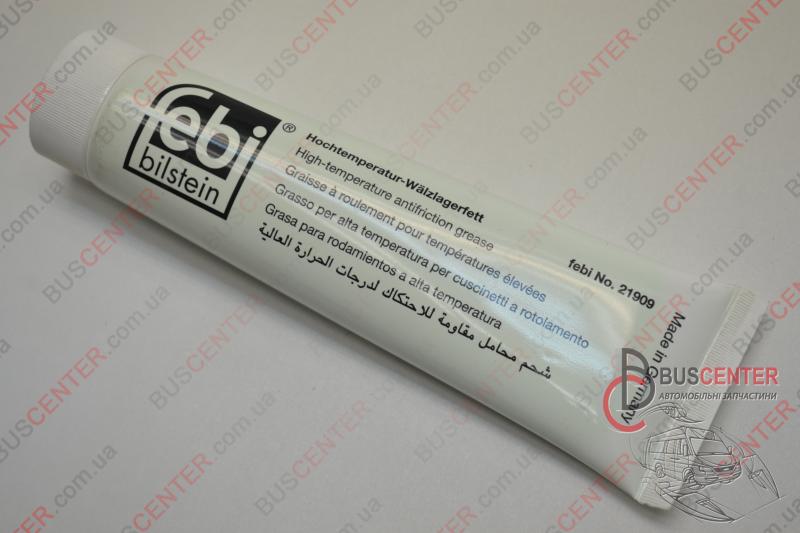 febi
bilstein
®
Hochtemperatur-Wälzlagerfett
High-temperature antifriction grease
Graisse à roulement pour températures élevées
Grasso per alta temperatura per cuscinetti a rotolamento
Grasa para rodamientos a alta temperatura
شحم محامل مقاومة للاحتكاك لدرجات الحرارة العالية
febi No. 21909
Made in Germany
BUSCENTER
АВТОМОБІЛЬНІ ЗАПЧАСТИНИ
BUSCENTER.com.ua